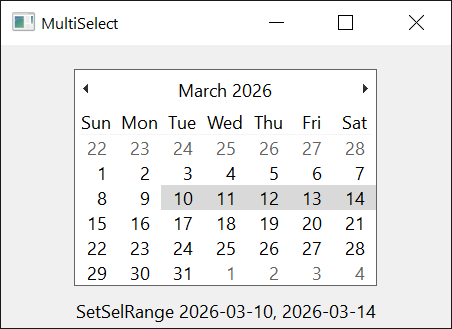 MultiSelect
March 2026
Sun Mon Tue Wed Thu Fri Sat
22 23 24 25 26 27 28
1 2 3 4 5 6 7
8 9 10 11 12 13 14
15 16 17 18 19 20 21
22 23 24 25 26 27 28
29 30 31 1 2 3 4
SetSelRange 2026-03-10, 2026-03-14